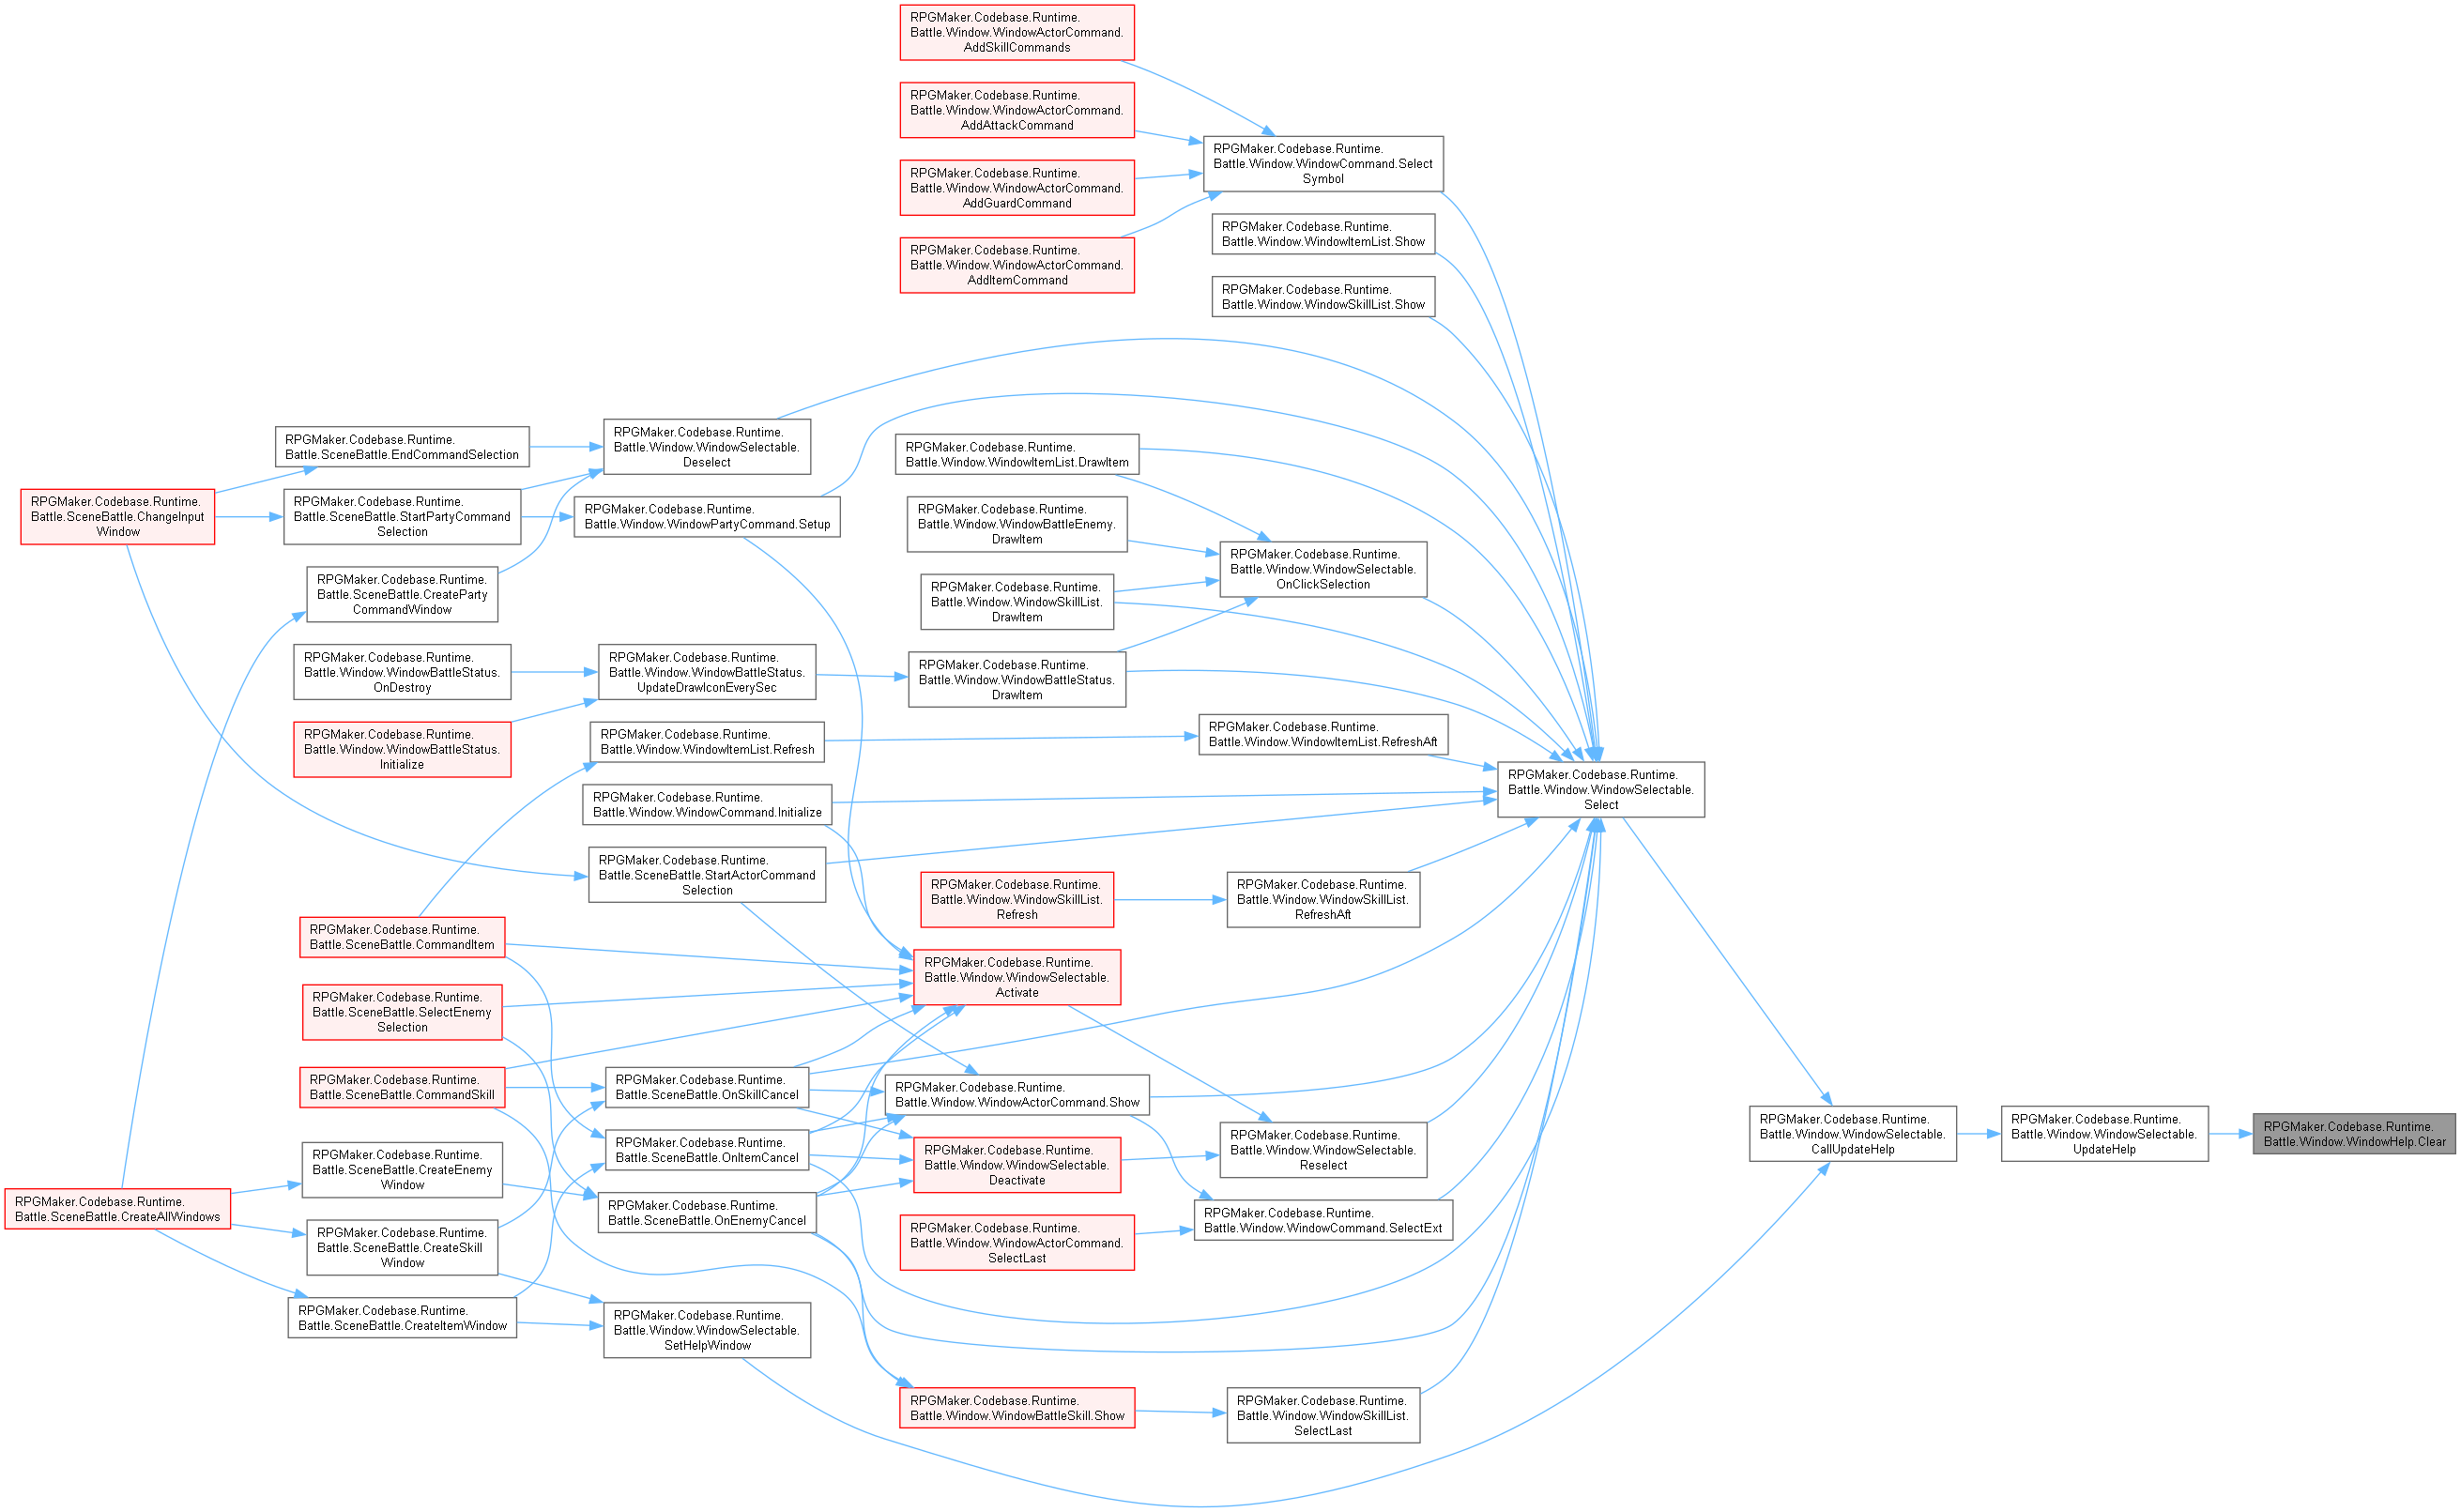 RPGMaker.Codebase.Runtime.
Battle.Window.WindowActorCommand.
AddSkillCommands
RPGMaker.Codebase.Runtime.
Battle.Window.WindowActorCommand.
AddAttackCommand
RPGMaker.Codebase.Runtime.
Battle.Window.WindowCommand.Select
Symbol
RPGMaker.Codebase.Runtime.
Battle.Window.WindowActorCommand.
AddGuardCommand
RPGMaker.Codebase.Runtime.
Battle.Window.WindowItemList.Show
RPGMaker.Codebase.Runtime.
Battle.Window.WindowActorCommand.
AddItemCommand
RPGMaker.Codebase.Runtime.
Battle.Window.WindowSkillList.Show
RPGMaker.Codebase.Runtime.
Battle.SceneBattle.EndCommandSelection
RPGMaker.Codebase.Runtime.
Battle.Window.WindowSelectable.
Deselect
RPGMaker.Codebase.Runtime.
Battle.Window.WindowItemList.DrawItem
RPGMaker.Codebase.Runtime.
Battle.SceneBattle.ChangeInput
Window
RPGMaker.Codebase.Runtime.
Battle.SceneBattle.StartPartyCommand
Selection
RPGMaker.Codebase.Runtime.
Battle.Window.WindowPartyCommand.Setup
RPGMaker.Codebase.Runtime.
Battle.Window.WindowBattleEnemy.
DrawItem
RPGMaker.Codebase.Runtime.
Battle.Window.WindowSelectable.
OnClickSelection
RPGMaker.Codebase.Runtime.
Battle.SceneBattle.CreateParty
CommandWindow
RPGMaker.Codebase.Runtime.
Battle.Window.WindowSkillList.
DrawItem
RPGMaker.Codebase.Runtime.
Battle.Window.WindowBattleStatus.
OnDestroy
RPGMaker.Codebase.Runtime.
Battle.Window.WindowBattleStatus.
UpdateDrawIconEverySec
RPGMaker.Codebase.Runtime.
Battle.Window.WindowBattleStatus.
DrawItem
RPGMaker.Codebase.Runtime.
Battle.Window.WindowBattleStatus.
Initialize
RPGMaker.Codebase.Runtime.
Battle.Window.WindowItemList.Refresh
RPGMaker.Codebase.Runtime.
Battle.Window.WindowItemList.RefreshAft
RPGMaker.Codebase.Runtime.
Battle.Window.WindowSelectable.
Select
RPGMaker.Codebase.Runtime.
Battle.Window.WindowCommand.Initialize
RPGMaker.Codebase.Runtime.
Battle.SceneBattle.StartActorCommand
Selection
RPGMaker.Codebase.Runtime.
Battle.Window.WindowSkillList.
Refresh
RPGMaker.Codebase.Runtime.
Battle.Window.WindowSkillList.
RefreshAft
RPGMaker.Codebase.Runtime.
Battle.SceneBattle.CommandItem
RPGMaker.Codebase.Runtime.
Battle.Window.WindowSelectable.
Activate
RPGMaker.Codebase.Runtime.
Battle.SceneBattle.SelectEnemy
Selection
RPGMaker.Codebase.Runtime.
Battle.SceneBattle.CommandSkill
RPGMaker.Codebase.Runtime.
Battle.SceneBattle.OnSkillCancel
RPGMaker.Codebase.Runtime.
Battle.Window.WindowActorCommand.Show
RPGMaker.Codebase.Runtime.
Battle.Window.WindowSelectable.
CallUpdateHelp
RPGMaker.Codebase.Runtime.
Battle.Window.WindowSelectable.
UpdateHelp
RPGMaker.Codebase.Runtime.
Battle.Window.WindowHelp.Clear
RPGMaker.Codebase.Runtime.
Battle.SceneBattle.OnItemCancel
RPGMaker.Codebase.Runtime.
Battle.Window.WindowSelectable.
Deactivate
RPGMaker.Codebase.Runtime.
Battle.Window.WindowSelectable.
Reselect
RPGMaker.Codebase.Runtime.
Battle.SceneBattle.CreateEnemy
Window
RPGMaker.Codebase.Runtime.
Battle.SceneBattle.CreateAllWindows
RPGMaker.Codebase.Runtime.
Battle.SceneBattle.OnEnemyCancel
RPGMaker.Codebase.Runtime.
Battle.Window.WindowCommand.SelectExt
RPGMaker.Codebase.Runtime.
Battle.Window.WindowActorCommand.
SelectLast
RPGMaker.Codebase.Runtime.
Battle.SceneBattle.CreateSkill
Window
RPGMaker.Codebase.Runtime.
Battle.SceneBattle.CreateItemWindow
RPGMaker.Codebase.Runtime.
Battle.Window.WindowSelectable.
SetHelpWindow
RPGMaker.Codebase.Runtime.
Battle.Window.WindowBattleSkill.Show
RPGMaker.Codebase.Runtime.
Battle.Window.WindowSkillList.
SelectLast